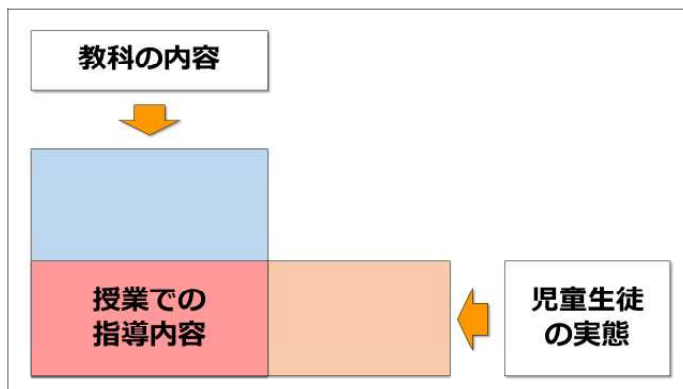 教科の内容
授業での
指導内容
児童生徒
の実態